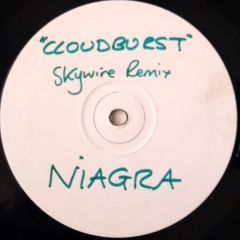 "CLOUDBURST"
Skywire Remix
NIAGRA